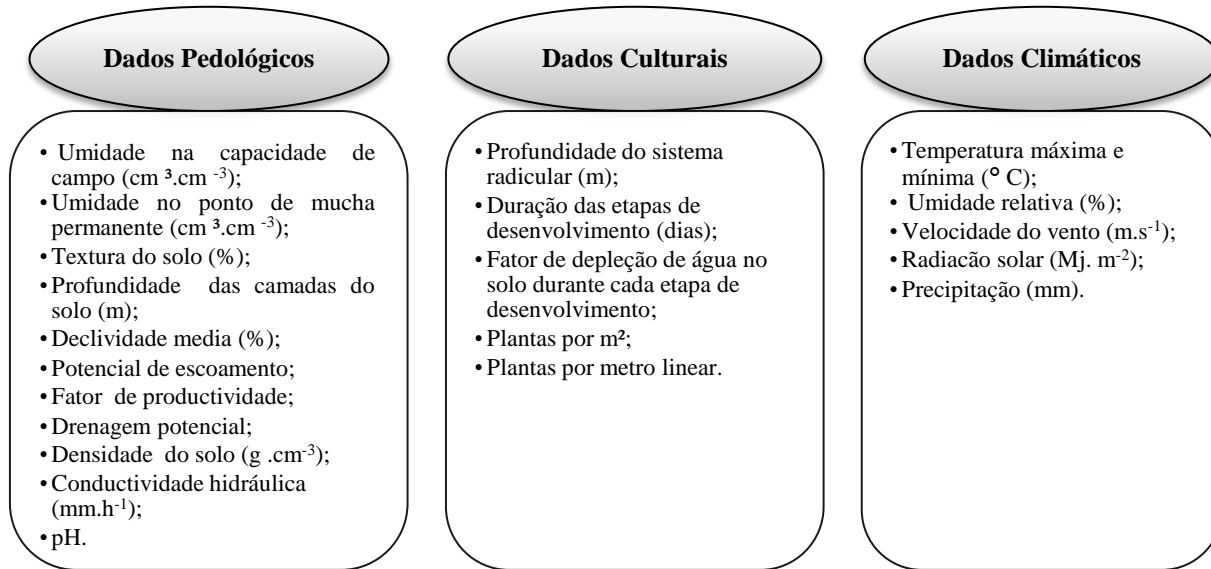 Dados Pedológicos
• Umidade na capacidade de
campo (cm ³.cm ⁻³);
• Umidade no ponto de mucha
permanente (cm ³.cm ⁻³);
• Textura do solo (%);
• Profundidade das camadas do
solo (m);
• Declividade media (%);
• Potencial de escoamento;
• Fator de productividade;
• Drenagem potencial;
• Densidade do solo (g .cm⁻³);
• Conductividade hidráulica
(mm.h⁻¹);
• pH.
Dados Culturais
• Profundidade do sistema
radicular (m);
• Duração das etapas de
desenvolvimento (dias);
• Fator de depleção de água no
solo durante cada etapa de
desenvolvimento;
• Plantas por m²;
• Plantas por metro linear.
Dados Climáticos
• Temperatura máxima e
mínima (° C);
• Umidade relativa (%);
• Velocidade do vento (m.s⁻¹);
• Radiacão solar (Mj. m⁻²);
• Precipitação (mm).